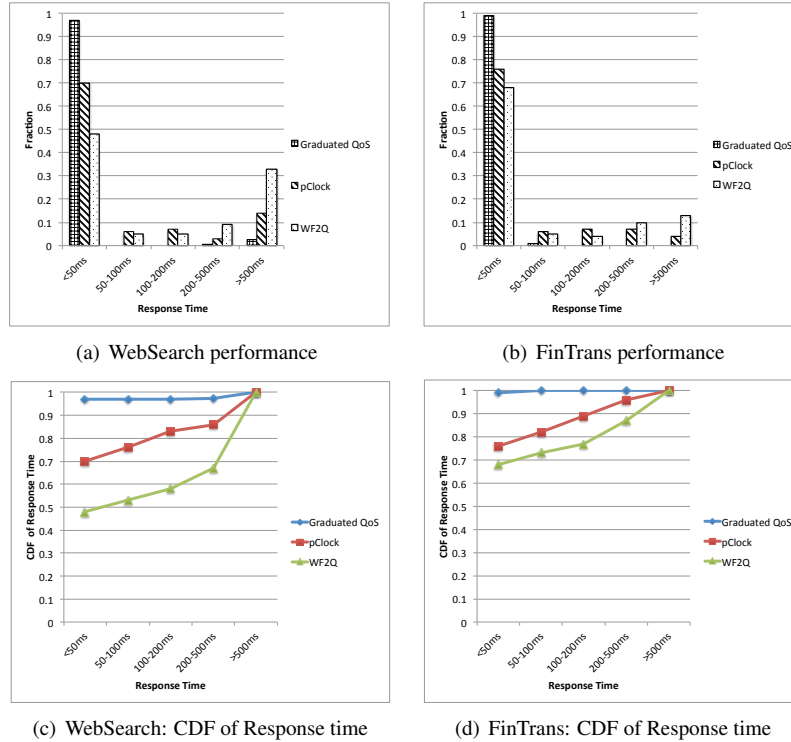 1
0.9
0.8
0.7
0.6
0.5
0.4
0.3
0.2
0.1
0
Fraction
<50ms
50-100ms
100-200ms
200-500ms
>500ms
Response Time
Graduated QoS
pClock
WF2Q
(a) WebSearch performance
1
0.9
0.8
0.7
0.6
0.5
0.4
0.3
0.2
0.1
0
Fraction
<50ms
50-100ms
100-200ms
200-500ms
>500ms
Response Time
Graduated QoS
pClock
WF2Q
(b) FinTrans performance
1
0.9
0.8
0.7
0.6
0.5
0.4
0.3
0.2
0.1
0
CDF of Response Time
<50ms
50-100ms
100-200ms
200-500ms
>500ms
Response Time
Graduated QoS
pClock
WF2Q
(c) WebSearch: CDF of Response time
1
0.9
0.8
0.7
0.6
0.5
0.4
0.3
0.2
0.1
0
CDF of Response Time
<50ms
50-100ms
100-200ms
200-500ms
>500ms
Response Time
Graduated QoS
pClock
WF2Q
(d) FinTrans: CDF of Response time